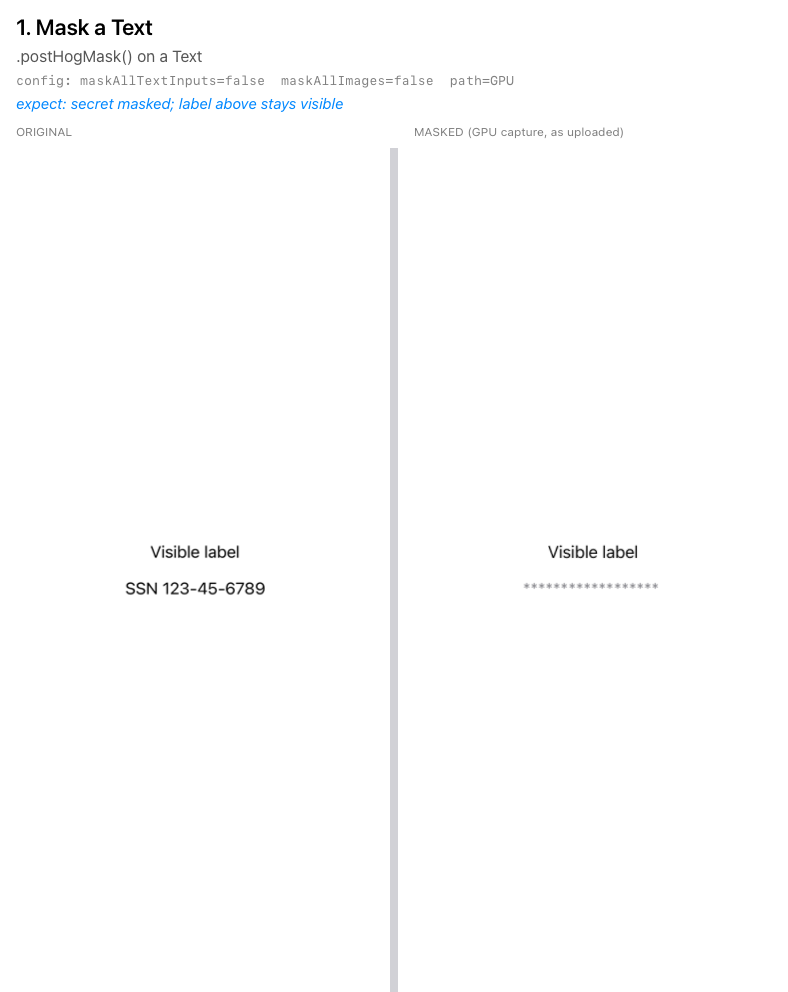 1. Mask a Text
.postHogMask() on a Text
config: maskAllTextInputs=false  maskAllImages=false  path=GPU
expect: secret masked; label above stays visible
ORIGINAL
MASKED (GPU capture, as uploaded)
Visible label
SSN 123-45-6789
Visible label
******************